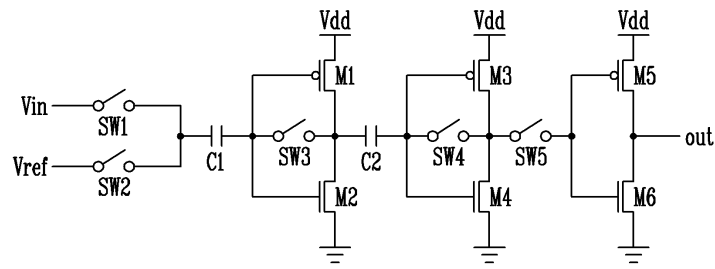 Vdd Vdd Vdd
M1 M3 M5
Vin
SW1
Vref
SW2
C1
SW3
C2
SW4
SW5
out
M2 M4 M6